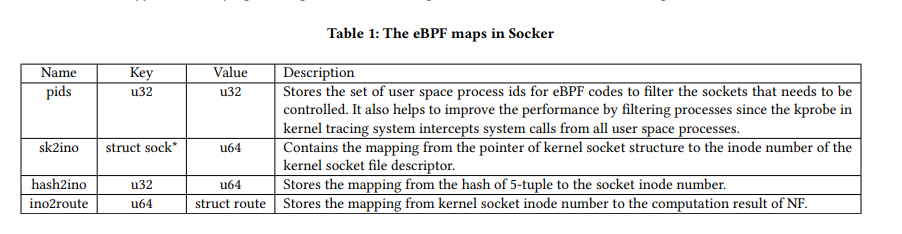 Table 1: The eBPF maps in Socker
Name Key Value Description
pids u32 u32 Stores the set of user space process ids for eBPF codes to filter the sockets that needs to be
controlled. It also helps to improve the performance by filtering processes since the kprobe in
kernel tracing system intercepts system calls from all user space processes.
sk2ino struct sock* u64 Contains the mapping from the pointer of kernel socket structure to the inode number of the
kernel socket file descriptor.
hash2ino u32 u64 Stores the mapping from the hash of 5-tuple to the socket inode number.
ino2route u64 struct route Stores the mapping from kernel socket inode number to the computation result of NF.